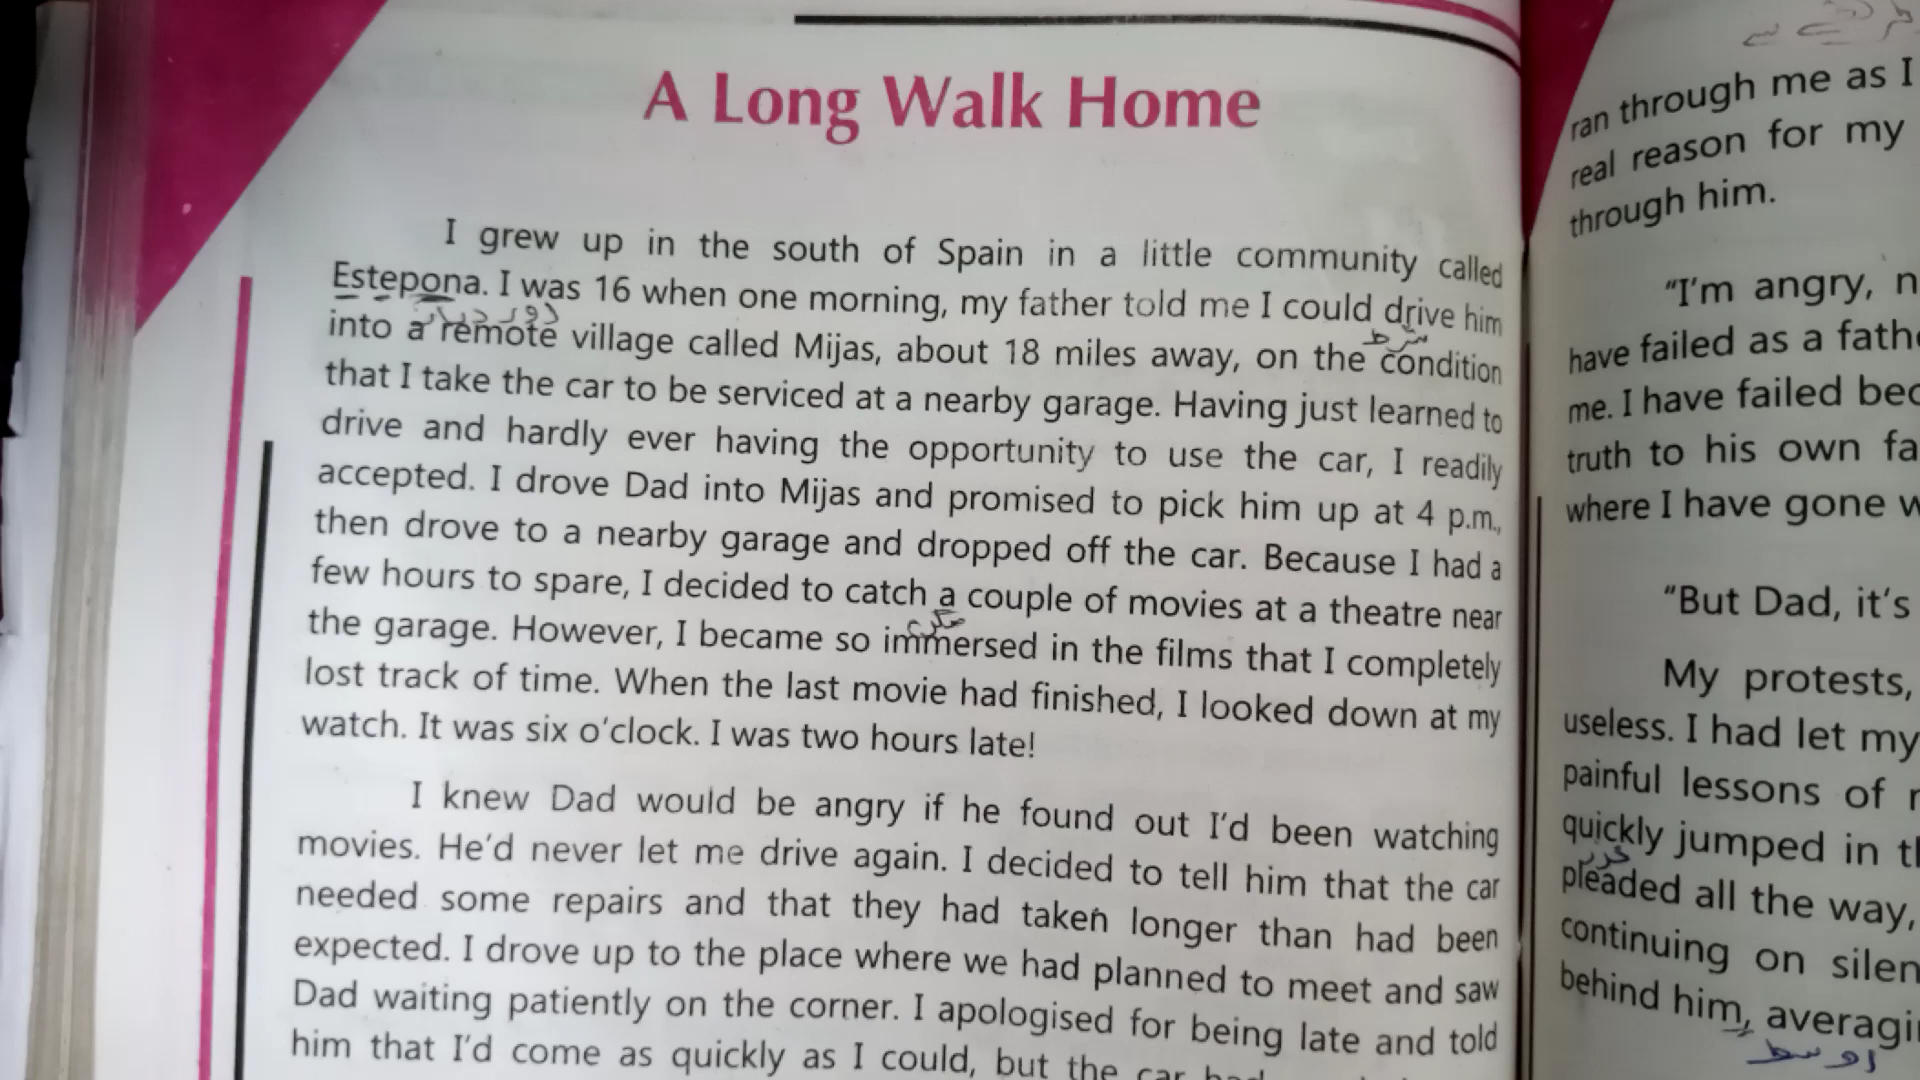 A Long Walk Home
I grew up in the south of Spain in a little community called
Estepona. I was 16 when one morning, my father told me I could drive him
دور دراز
شرط
into a remote village called Mijas, about 18 miles away, on the condition
that I take the car to be serviced at a nearby garage. Having just learned to
drive and hardly ever having the opportunity to use the car, I readily
accepted. I drove Dad into Mijas and promised to pick him up at 4 p.m.,
then drove to a nearby garage and dropped off the car. Because I had a
few hours to spare, I decided to catch a couple of movies at a theatre near
the garage. However, I became so immersed in the films that I completely
lost track of time. When the last movie had finished, I looked down at my
watch. It was six o'clock. I was two hours late!
I knew Dad would be angry if he found out I'd been watching
movies. He'd never let me drive again. I decided to tell him that the car
needed some repairs and that they had taken longer than had been
expected. I drove up to the place where we had planned to meet and saw
Dad waiting patiently on the corner. I apologised for being late and told
him that I'd come as quickly as I could, but the car had
ran through me as I
real reason for my
through him.
"I'm angry, n
have failed as a fath
me. I have failed bec
truth to his own fa
where I have gone w
"But Dad, it's
My protests,
useless. I had let my
painful lessons of r
quickly jumped in th
pleaded all the way,
continuing on silen
behind him, averagi
اوسط